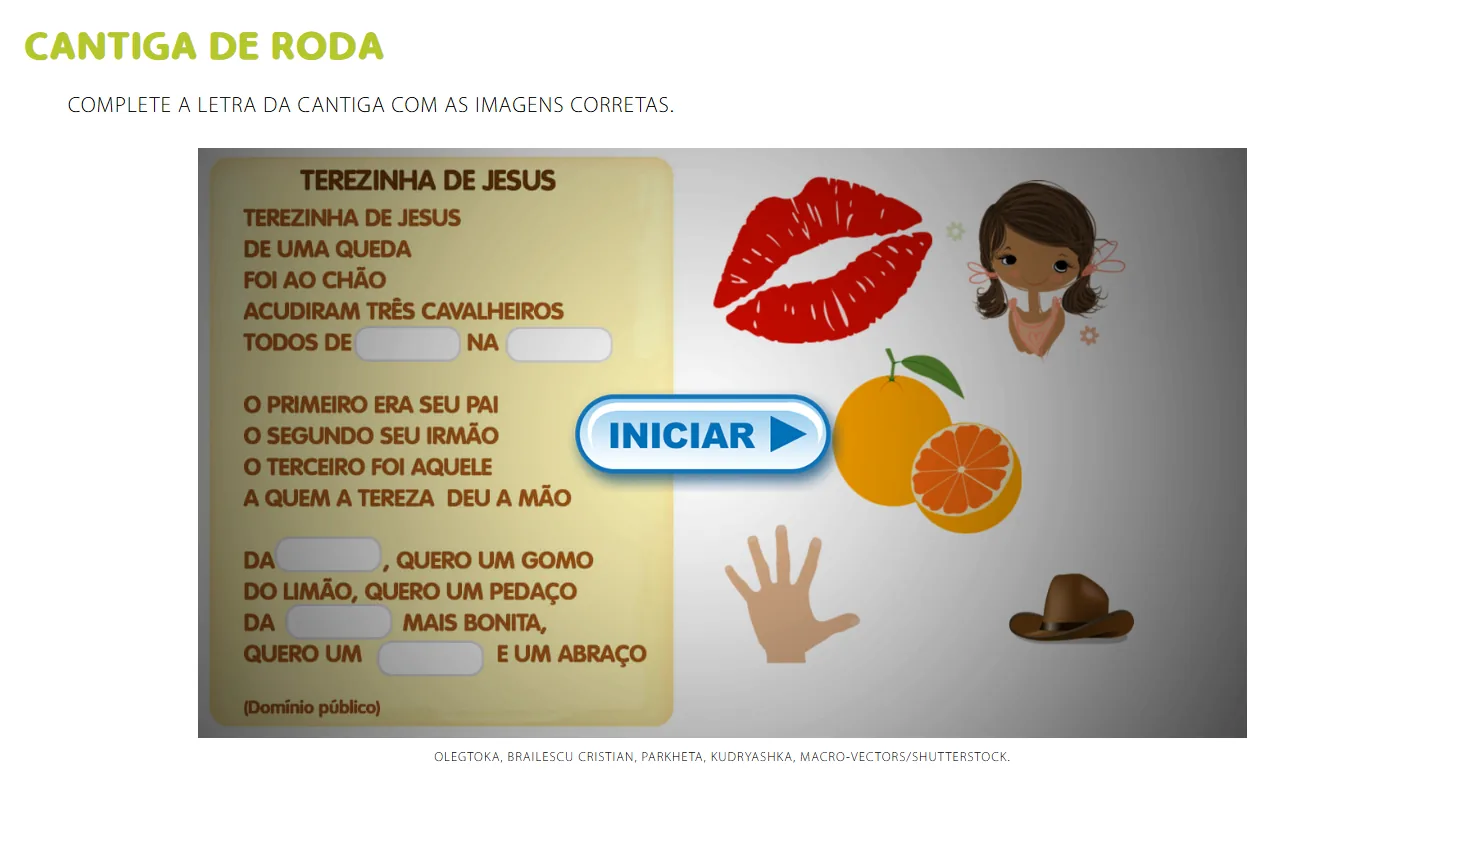 CANTIGA DE RODA
COMPLETE A LETRA DA CANTIGA COM AS IMAGENS CORRETAS.
TEREZINHA DE JESUS
TEREZINHA DE JESUS
DE UMA QUEDA
FOI AO CHÃO
ACUDIRAM TRÊS CAVALHEIROS
TODOS DE NA
O PRIMEIRO ERA SEU PAI
O SEGUNDO SEU IRMÃO
O TERCEIRO FOI AQUELE
A QUEM A TEREZA DEU A MÃO
DA , QUERO UM GOMO
DO LIMÃO, QUERO UM PEDAÇO
DA MAIS BONITA,
QUERO UM E UM ABRAÇO
(Domínio público)
INICIAR
OLEGTOKA, BRAILESCU CRISTIAN, PARKHETA, KUDRYASHKA, MACRO-VECTORS/SHUTTERSTOCK.